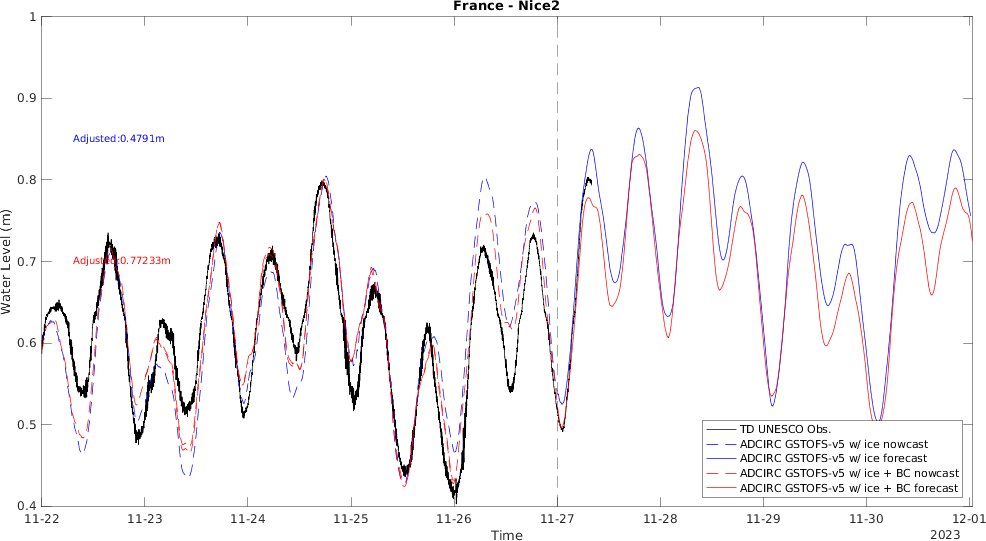 France - Nice2
1
0.9
0.8
0.7
0.6
0.5
0.4
Water Level (m)
Adjusted:0.4791m
Adjusted:0.77233m
TD UNESCO Obs.
ADCIRC GSTOFS-v5 w/ ice nowcast
ADCIRC GSTOFS-v5 w/ ice forecast
ADCIRC GSTOFS-v5 w/ ice + BC nowcast
ADCIRC GSTOFS-v5 w/ ice + BC forecast
11-22 11-23 11-24 11-25 11-26 11-27 11-28 11-29 11-30 12-01
Time
2023